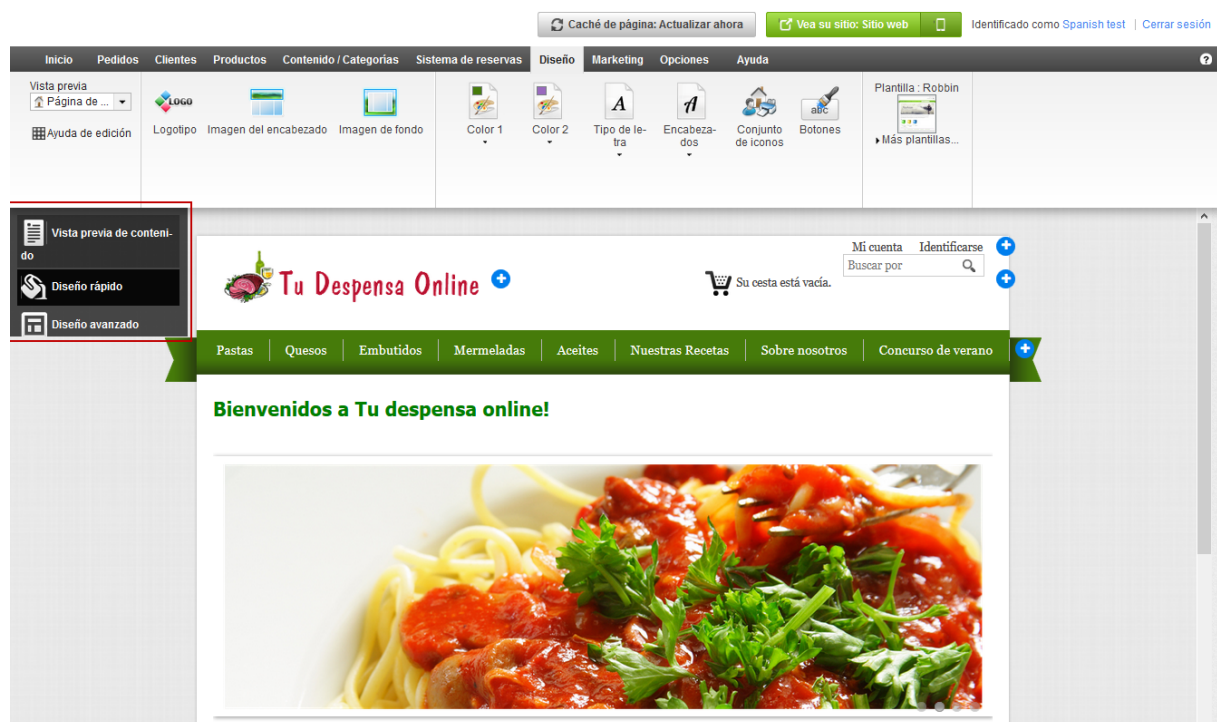 Caché de página: Actualizar ahora
Vea su sitio: Sitio web
Identificado como Spanish test | Cerrar sesión
Inicio Pedidos Clientes Productos Contenido / Categorías Sistema de reservas Diseño Marketing Opciones Ayuda
Vista previa
Página de ...
Ayuda de edición
LOGO
Logotipo
Imagen del encabezado
Imagen de fondo
Color 1
Color 2
A
Tipo de le-
tra
A
Encabeza-
dos
Conjunto
de iconos
abc
Botones
Plantilla : Robbin
Más plantillas...
Vista previa de conteni-
do
Diseño rápido
Diseño avanzado
Tu Despensa Online
Mi cuenta Identificarse
Buscar por
Su cesta está vacía.
Pastas Quesos Embutidos Mermeladas Aceites Nuestras Recetas Sobre nosotros Concurso de verano
Bienvenidos a Tu despensa online!